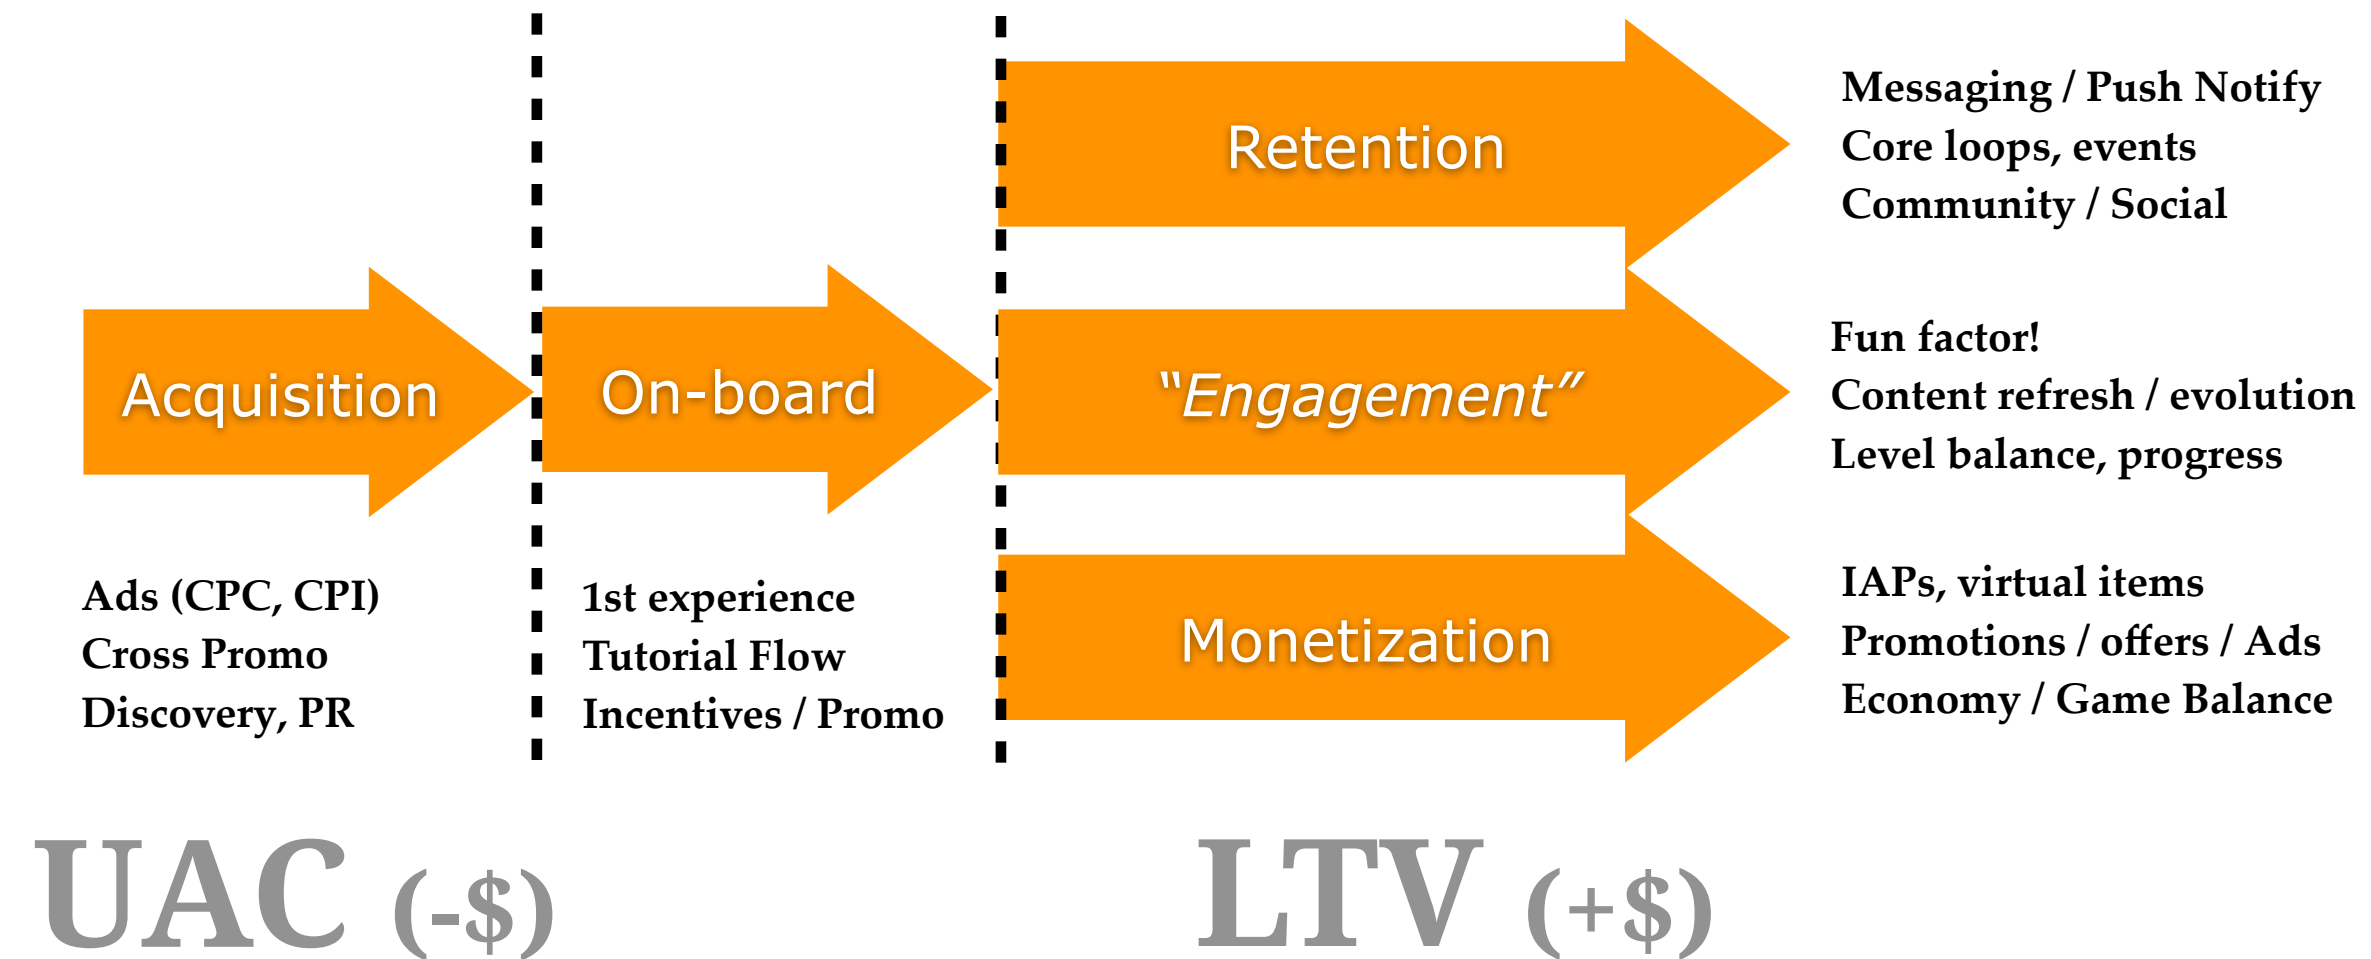 Retention
Messaging / Push Notify
Core loops, events
Community / Social
Acquisition
On-board
“Engagement”
Fun factor!
Content refresh / evolution
Level balance, progress
Ads (CPC, CPI)
Cross Promo
Discovery, PR
1st experience
Tutorial Flow
Incentives / Promo
Monetization
IAPs, virtual items
Promotions / offers / Ads
Economy / Game Balance
UAC (-$)
LTV (+$)